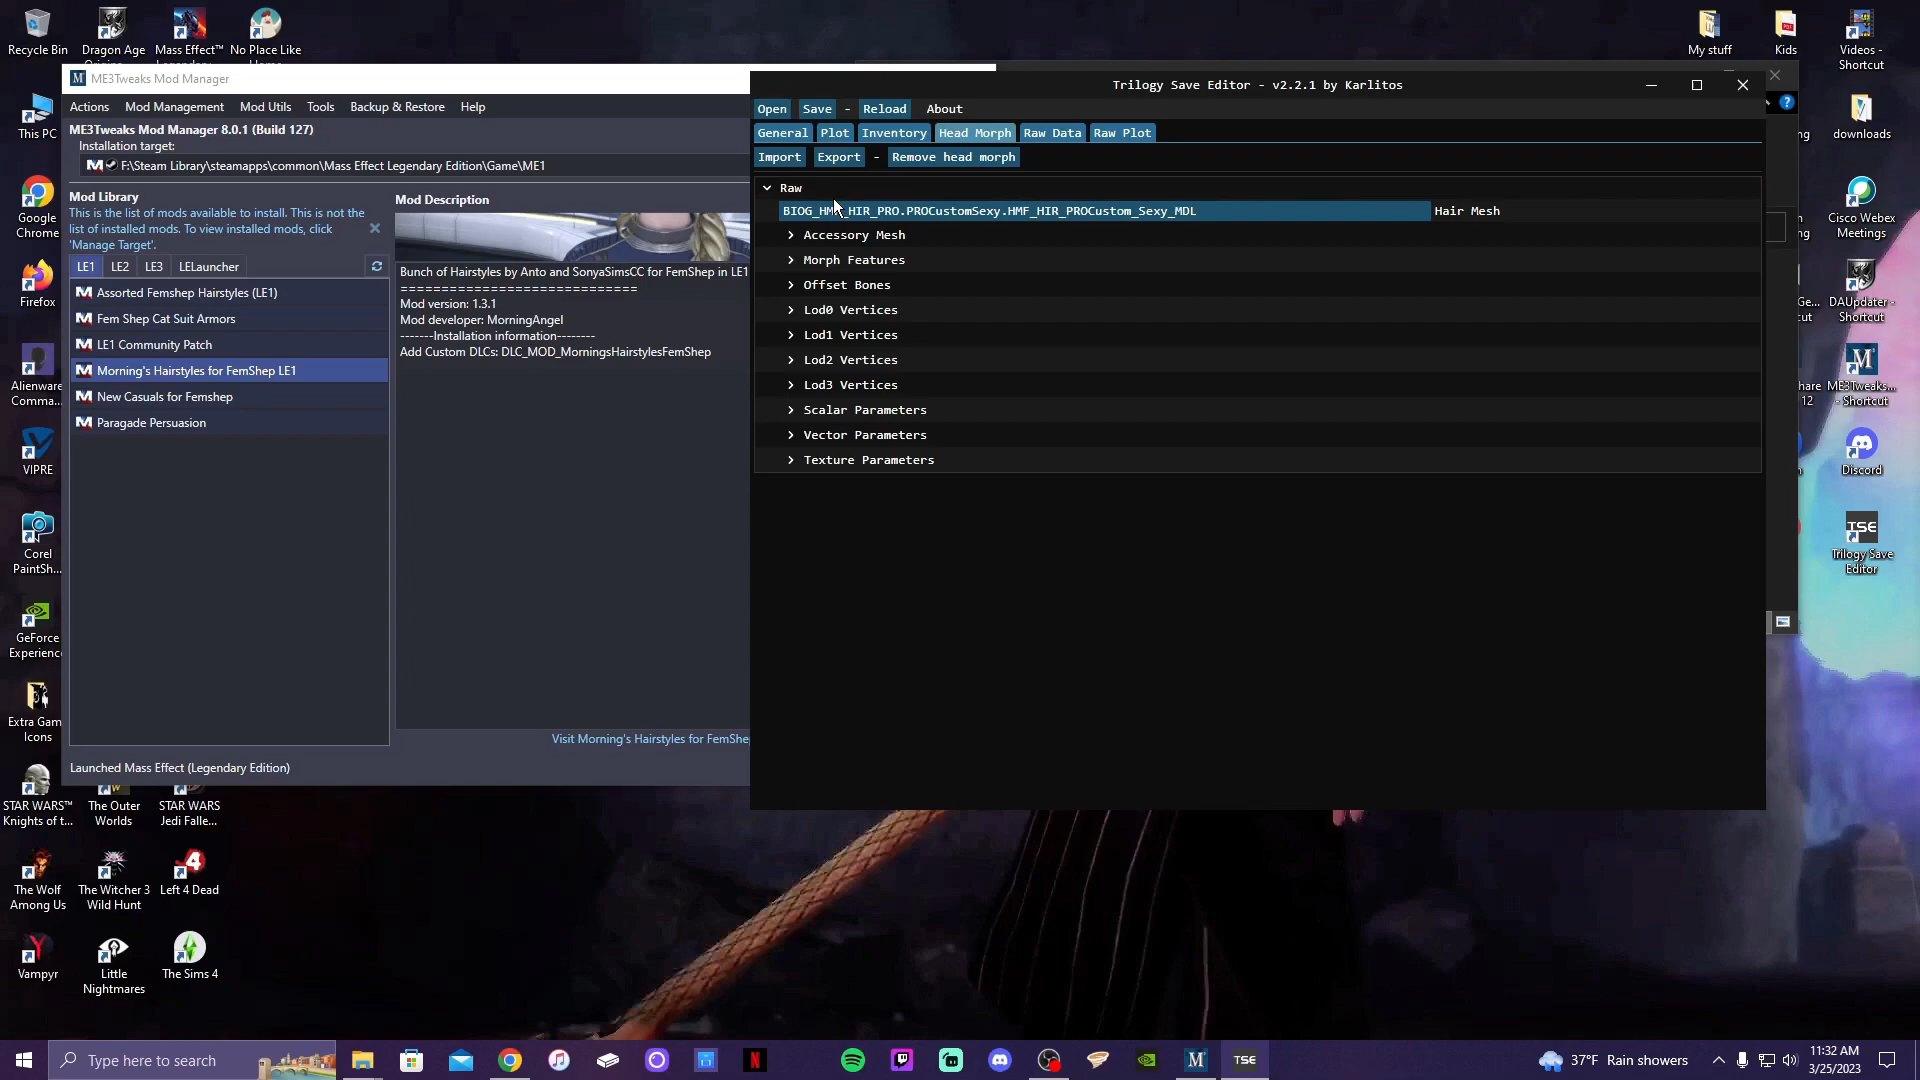 Recycle Bin
Dragon Age
Mass Effect™
No Place Like
My stuff
Kids
Videos -
Shortcut
This PC
downloads
Google
Chrome
Cisco Webex
Meetings
Firefox
DAUpdater -
Shortcut
Alienware
Comma...
ME3Tweaks...
- Shortcut
VIPRE
Discord
Corel
PaintSh...
Trilogy Save
Editor
GeForce
Experience
Extra Gam
Icons
STAR WARS™
Knights of t...
The Outer
Worlds
STAR WARS
Jedi Falle...
The Wolf
Among Us
The Witcher 3
Wild Hunt
Left 4 Dead
Vampyr
Little
Nightmares
The Sims 4
ME3Tweaks Mod Manager
Actions Mod Management Mod Utils Tools Backup & Restore Help
ME3Tweaks Mod Manager 8.0.1 (Build 127)
Installation target:
F:\Steam Library\steamapps\common\Mass Effect Legendary Edition\Game\ME1
Mod Library
This is the list of mods available to install. This is not the
list of installed mods. To view installed mods, click
'Manage Target'.
LE1 LE2 LE3 LELauncher
Assorted Femshep Hairstyles (LE1)
Fem Shep Cat Suit Armors
LE1 Community Patch
Morning's Hairstyles for FemShep LE1
New Casuals for Femshep
Paragade Persuasion
Mod Description
Bunch of Hairstyles by Anto and SonyaSimsCC for FemShep in LE1
============================
Mod version: 1.3.1
Mod developer: MorningAngel
-------Installation information--------
Add Custom DLCs: DLC_MOD_MorningsHairstylesFemShep
Visit Morning's Hairstyles for FemShe
Launched Mass Effect (Legendary Edition)
Trilogy Save Editor - v2.2.1 by Karlitos
Open Save - Reload About
General Plot Inventory Head Morph Raw Data Raw Plot
Import Export - Remove head morph
Raw
BIOG_HMF_HIR_PRO.PROCustomSexy.HMF_HIR_PROCustom_Sexy_MDL Hair Mesh
Accessory Mesh
Morph Features
Offset Bones
Lod0 Vertices
Lod1 Vertices
Lod2 Vertices
Lod3 Vertices
Scalar Parameters
Vector Parameters
Texture Parameters
Type here to search
TSE
37°F Rain showers
11:32 AM
3/25/2023